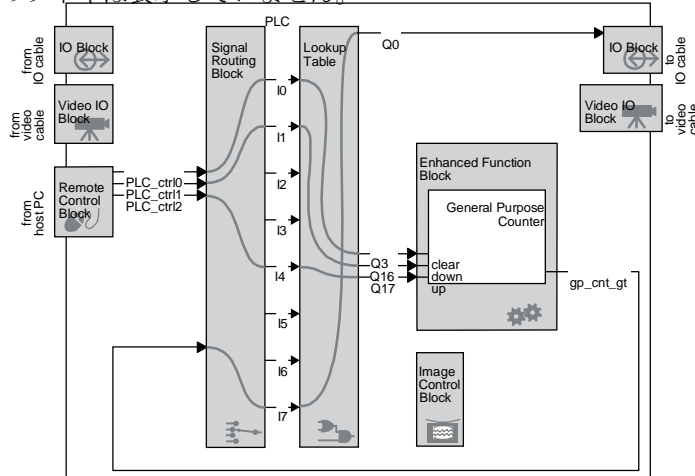 PLC
IO Block
from
IO cable
Video IO
Block
from
video
cable
Remote
Control
Block
from
host PC
PLC_ctrl0
PLC_ctrl1
PLC_ctrl2
Signal
Routing
Block
I0
I1
I2
I3
I4
I5
I6
I7
Lookup
Table
Q0
Q3
Q16
Q17
Enhanced Function
Block
General Purpose
Counter
clear
down
up
gp_cnt_gt
Image
Control
Block
IO Block
to
IO cable
Video IO
Block
to
video
cable